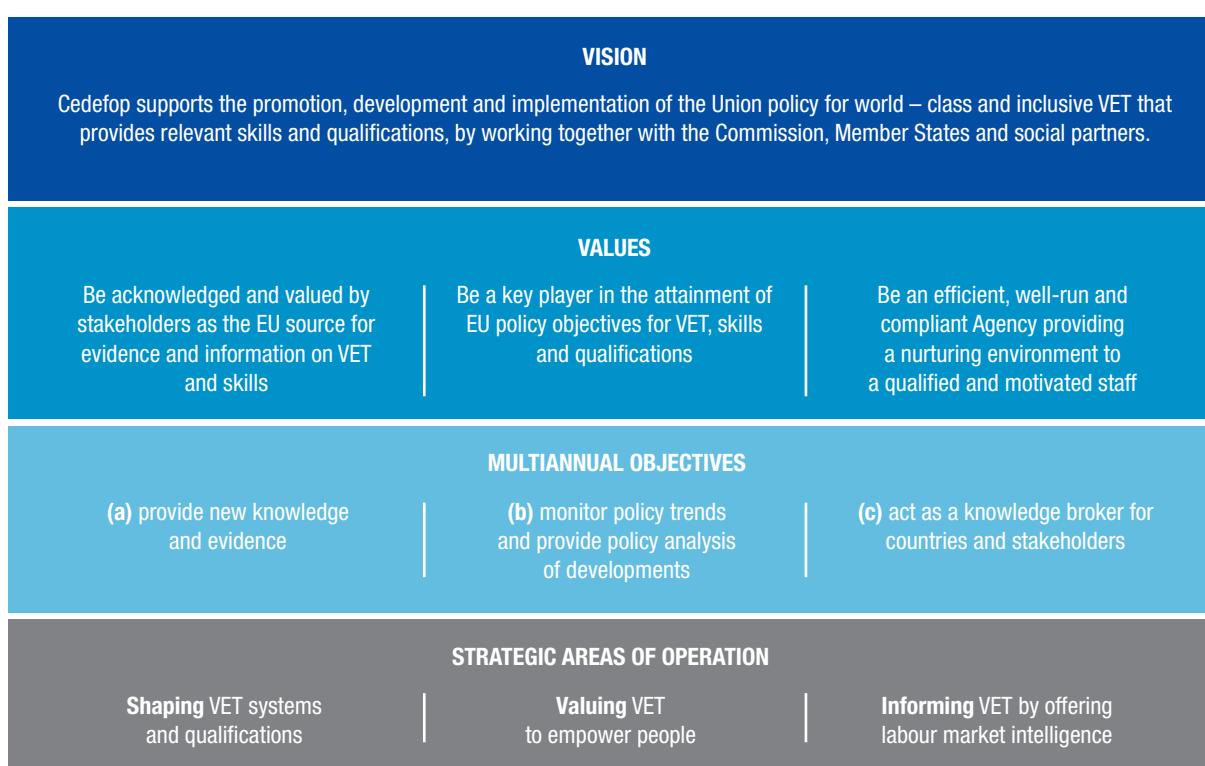 VISION
Cedefop supports the promotion, development and implementation of the Union policy for world – class and inclusive VET that
provides relevant skills and qualifications, by working together with the Commission, Member States and social partners.
VALUES
Be acknowledged and valued by
stakeholders as the EU source for
evidence and information on VET
and skills
Be a key player in the attainment of
EU policy objectives for VET, skills
and qualifications
Be an efficient, well-run and
compliant Agency providing
a nurturing environment to
a qualified and motivated staff
MULTIANNUAL OBJECTIVES
(a) provide new knowledge
and evidence
(b) monitor policy trends
and provide policy analysis
of developments
(c) act as a knowledge broker for
countries and stakeholders
STRATEGIC AREAS OF OPERATION
Shaping VET systems
and qualifications
Valuing VET
to empower people
Informing VET by offering
labour market intelligence